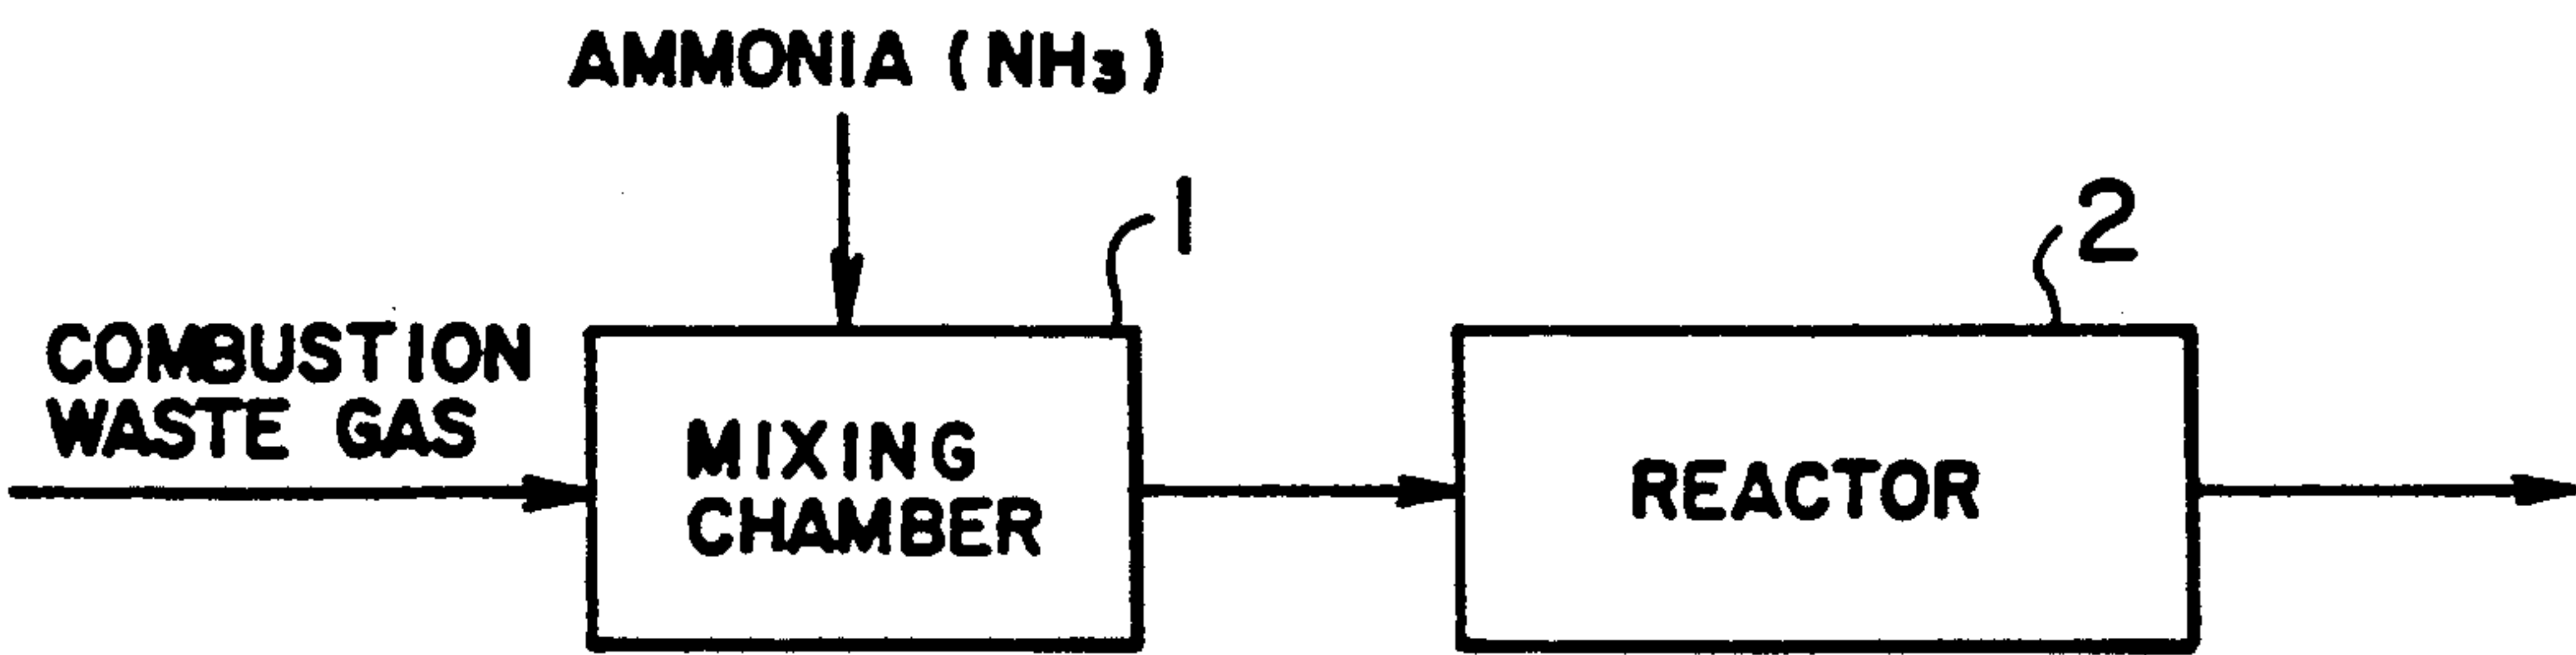 AMMONIA (NH₃)
1
2
COMBUSTION
WASTE GAS
MIXING
CHAMBER
REACTOR